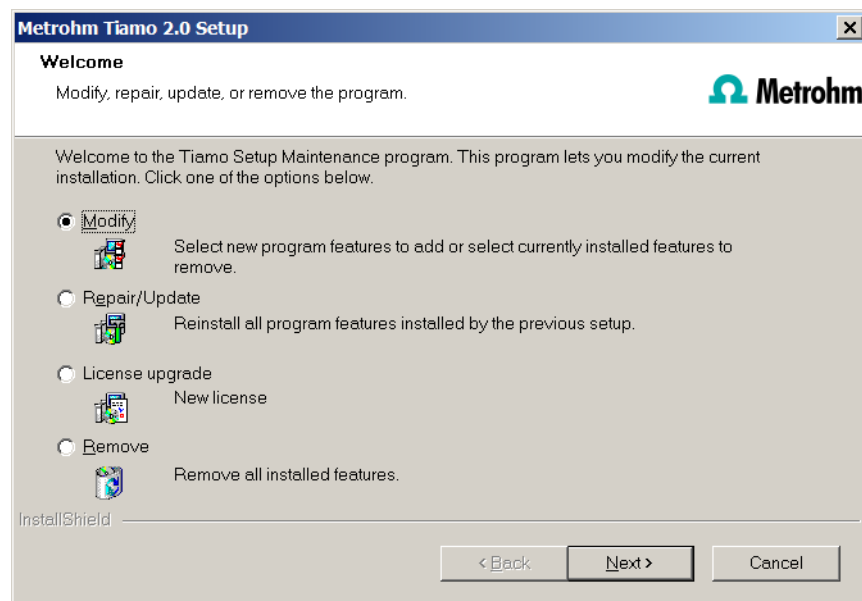 Metrohm Tiamo 2.0 Setup
Welcome
Modify, repair, update, or remove the program.
Metrohm
Welcome to the Tiamo Setup Maintenance program. This program lets you modify the current
installation. Click one of the options below.
Modify
Select new program features to add or select currently installed features to
remove.
Repair/Update
Reinstall all program features installed by the previous setup.
License upgrade
New license
Remove
Remove all installed features.
InstallShield
< Back
Next >
Cancel